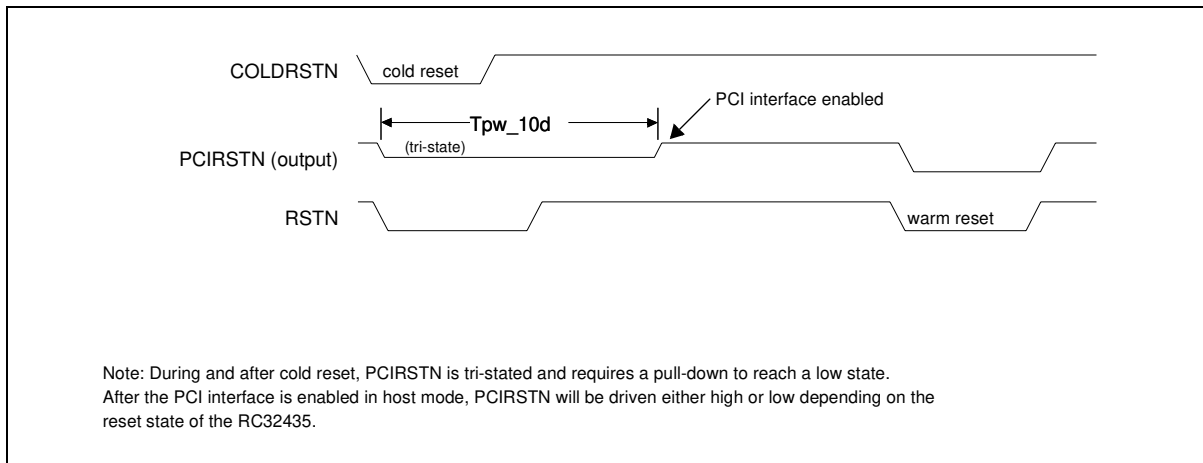 COLDRSTN
cold reset
PCI interface enabled
Tpw_10d
PCIRSTN (output)
(tri-state)
RSTN
warm reset
Note: During and after cold reset, PCIRSTN is tri-stated and requires a pull-down to reach a low state.
After the PCI interface is enabled in host mode, PCIRSTN will be driven either high or low depending on the
reset state of the RC32435.